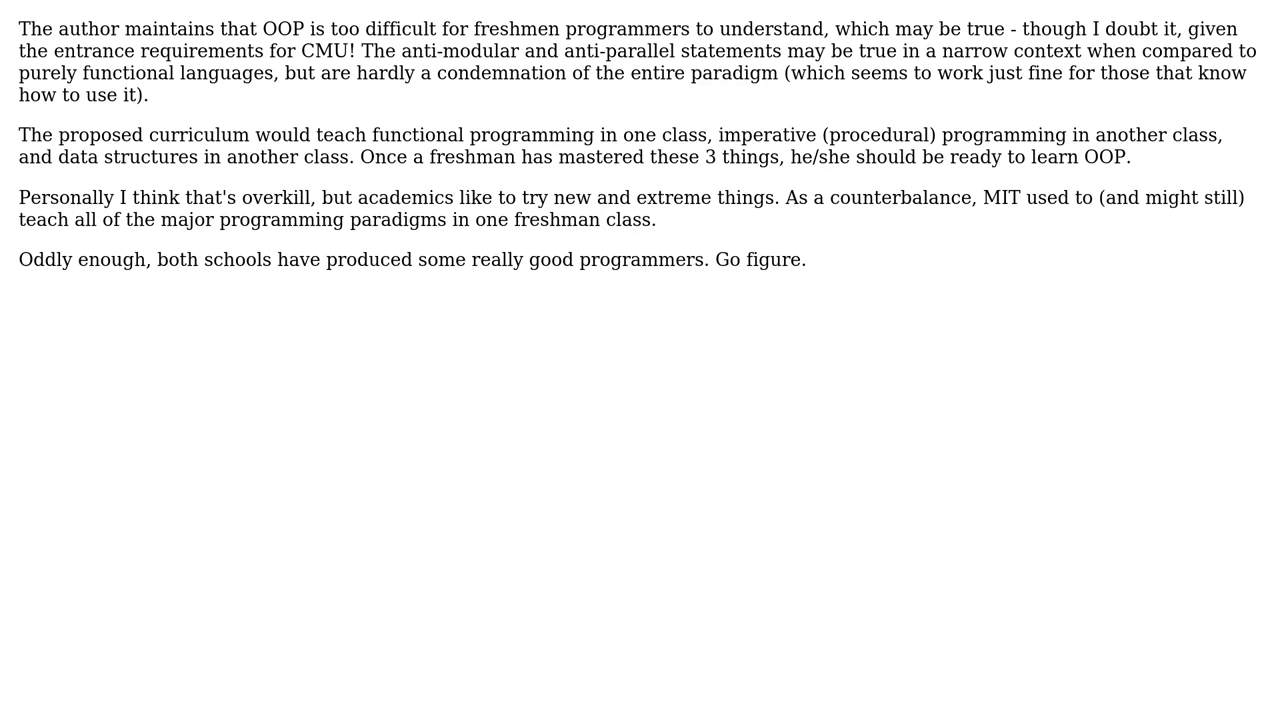 The author maintains that OOP is too difficult for freshmen programmers to understand, which may be true - though I doubt it, given
the entrance requirements for CMU! The anti-modular and anti-parallel statements may be true in a narrow context when compared to
purely functional languages, but are hardly a condemnation of the entire paradigm (which seems to work just fine for those that know
how to use it).
The proposed curriculum would teach functional programming in one class, imperative (procedural) programming in another class,
and data structures in another class. Once a freshman has mastered these 3 things, he/she should be ready to learn OOP.
Personally I think that's overkill, but academics like to try new and extreme things. As a counterbalance, MIT used to (and might still)
teach all of the major programming paradigms in one freshman class.
Oddly enough, both schools have produced some really good programmers. Go figure.